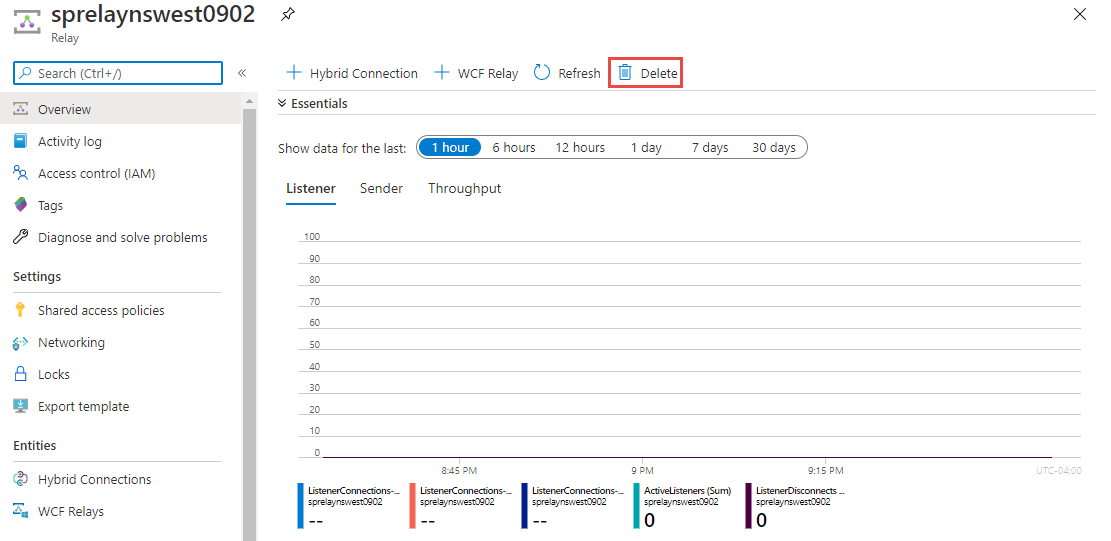 sprelaynswest0902
Relay
Search (Ctrl+/)
«
Overview
Activity log
Access control (IAM)
Tags
Diagnose and solve problems
Settings
Shared access policies
Networking
Locks
Export template
Entities
Hybrid Connections
WCF Relays
Hybrid Connection
WCF Relay
Refresh
Delete
Essentials
Show data for the last:
1 hour
6 hours
12 hours
1 day
7 days
30 days
Listener
Sender
Throughput
100
90
80
70
60
50
40
30
20
10
0
8:45 PM
9 PM
9:15 PM
UTC-04:00
ListenerConnections-...
sprelaynswest0902
--
ListenerConnections-...
sprelaynswest0902
--
ListenerConnections-...
sprelaynswest0902
--
ActiveListeners (Sum)
sprelaynswest0902
0
ListenerDisconnects ...
sprelaynswest0902
0